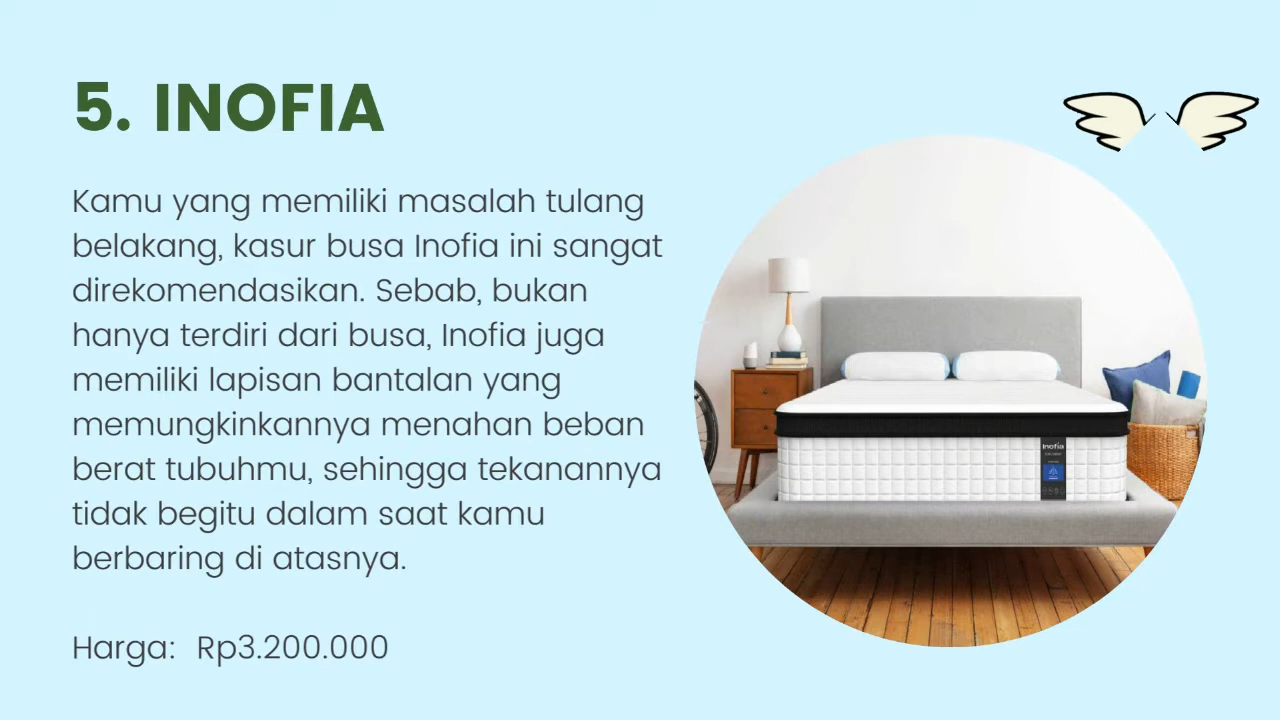 5. INOFIA
Kamu yang memiliki masalah tulang
belakang, kasur busa Inofia ini sangat
direkomendasikan. Sebab, bukan
hanya terdiri dari busa, Inofia juga
memiliki lapisan bantalan yang
memungkinkannya menahan beban
berat tubuhmu, sehingga tekanannya
tidak begitu dalam saat kamu
berbaring di atasnya.
Harga: Rp3.200.000
Inofia